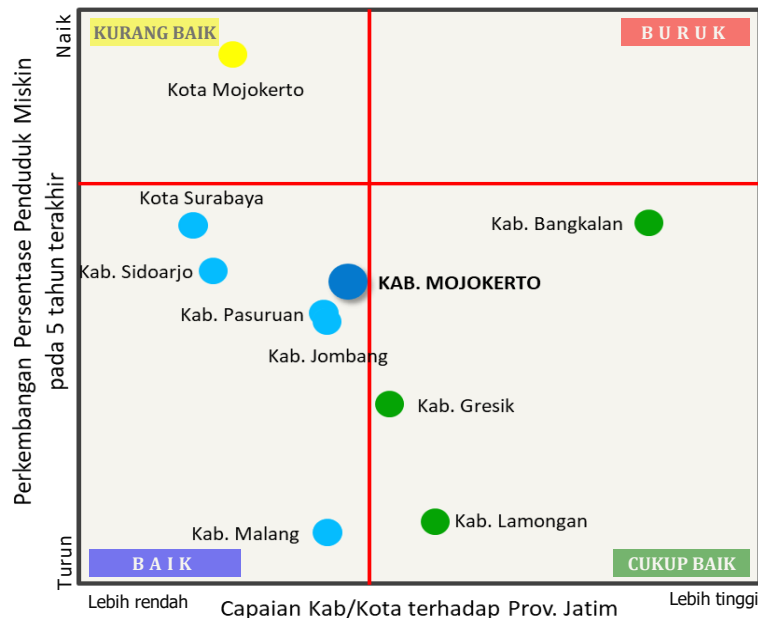 Naik
KURANG BAIK
B U R U K
Kota Mojokerto
Perkembangan Persentase Penduduk Miskin
pada 5 tahun terakhir
Kota Surabaya
Kab. Bangkalan
Kab. Sidoarjo
KAB. MOJOKERTO
Kab. Pasuruan
Kab. Jombang
Kab. Gresik
Kab. Lamongan
Kab. Malang
Turun
B A I K
CUKUP BAIK
Lebih rendah
Capaian Kab/Kota terhadap Prov. Jatim
Lebih tinggi